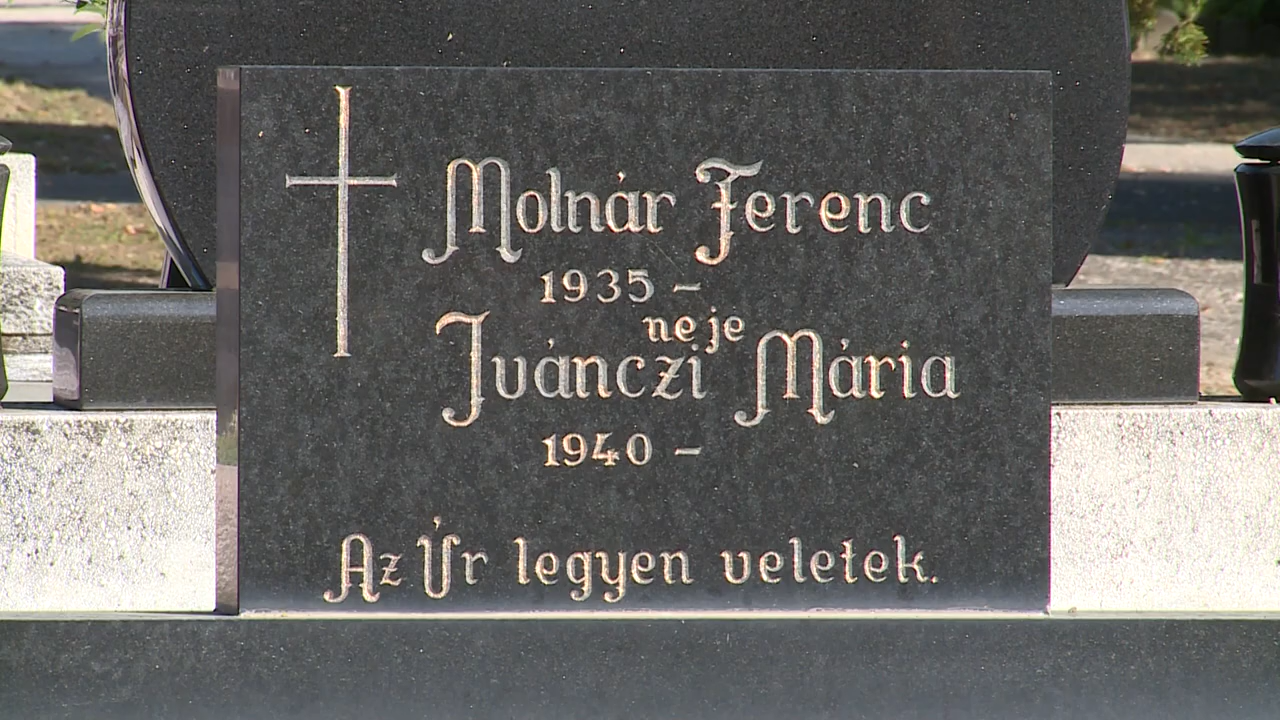 Molnár Ferenc
1935 –
neje
Ivánczi Mária
1940 –
Az Úr legyen veletek.